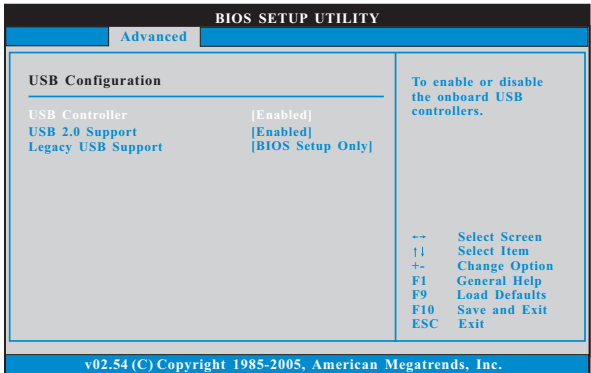 BIOS SETUP UTILITY
Advanced
USB Configuration
USB Controller [Enabled]
USB 2.0 Support [Enabled]
Legacy USB Support [BIOS Setup Only]
To enable or disable
the onboard USB
controllers.
←→ Select Screen
↑↓ Select Item
+- Change Option
F1 General Help
F9 Load Defaults
F10 Save and Exit
ESC Exit
v02.54 (C) Copyright 1985-2005, American Megatrends, Inc.